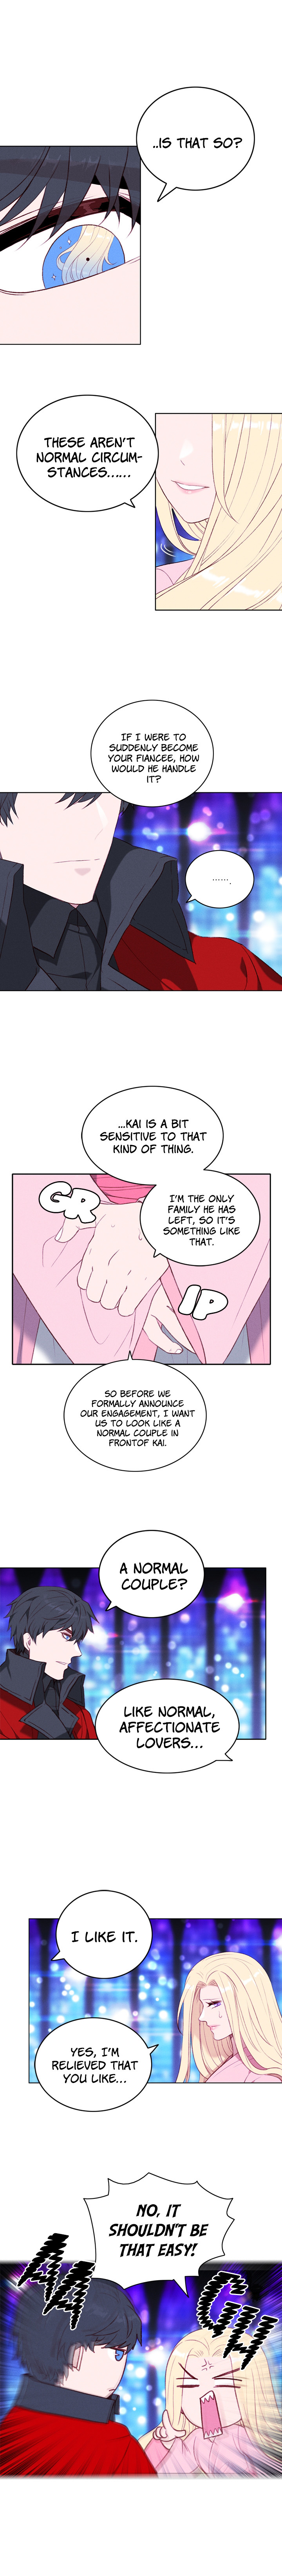 ..IS THAT SO?
THESE AREN'T
NORMAL CIRCUM-
STANCES......
IF I WERE TO
SUDDENLY BECOME
YOUR FIANCEE, HOW
WOULD HE HANDLE
IT?
.......
...KAI IS A BIT
SENSITIVE TO THAT
KIND OF THING.
GR
I'M THE ONLY
FAMILY HE HAS
LEFT, SO IT'S
SOMETHING LIKE
THAT.
IP
SO BEFORE WE
FORMALLY ANNOUNCE
OUR ENGAGEMENT, I WANT
US TO LOOK LIKE A
NORMAL COUPLE IN
FRONTOF KAI.
A NORMAL
COUPLE?
LIKE NORMAL,
AFFECTIONATE
LOVERS...
I LIKE IT.
YES, I'M
RELIEVED THAT
YOU LIKE...
NO, IT
SHOULDN'T BE
THAT EASY!
AA
GH